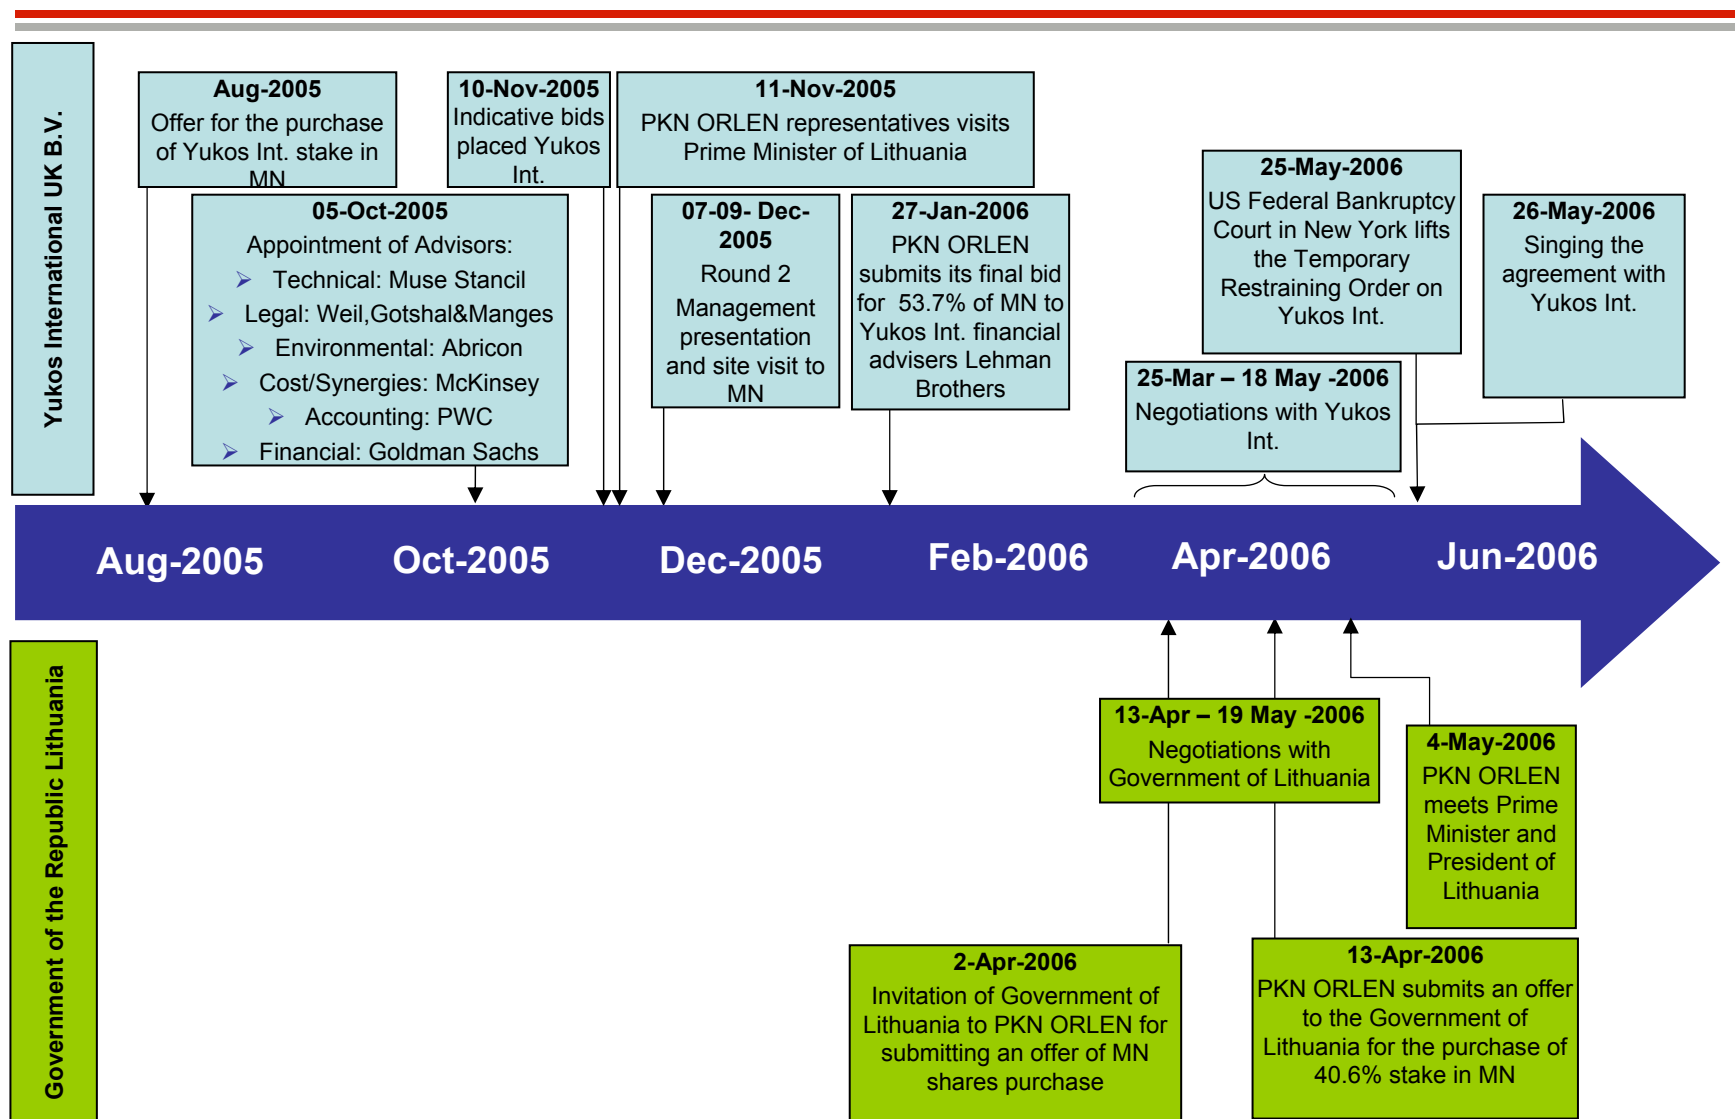 Yukos International UK B.V.
Aug-2005
Offer for the purchase
of Yukos Int. stake in
MN
05-Oct-2005
Appointment of Advisors:
➢ Technical: Muse Stancil
➢ Legal: Weil,Gotshal&Manges
➢ Environmental: Abricon
➢ Cost/Synergies: McKinsey
➢ Accounting: PWC
➢ Financial: Goldman Sachs
10-Nov-2005
Indicative bids
placed Yukos
Int.
11-Nov-2005
PKN ORLEN representatives visits
Prime Minister of Lithuania
07-09- Dec-
2005
Round 2
Management
presentation
and site visit to
MN
27-Jan-2006
PKN ORLEN
submits its final bid
for 53.7% of MN to
Yukos Int. financial
advisers Lehman
Brothers
25-May-2006
US Federal Bankruptcy
Court in New York lifts
the Temporary
Restraining Order on
Yukos Int.
25-Mar – 18 May -2006
Negotiations with Yukos
Int.
26-May-2006
Singing the
agreement with
Yukos Int.
Aug-2005
Oct-2005
Dec-2005
Feb-2006
Apr-2006
Jun-2006
Government of the Republic Lithuania
13-Apr – 19 May -2006
Negotiations with
Government of Lithuania
4-May-2006
PKN ORLEN
meets Prime
Minister and
President of
Lithuania
2-Apr-2006
Invitation of Government of
Lithuania to PKN ORLEN for
submitting an offer of MN
shares purchase
13-Apr-2006
PKN ORLEN submits an offer
to the Government of
Lithuania for the purchase of
40.6% stake in MN